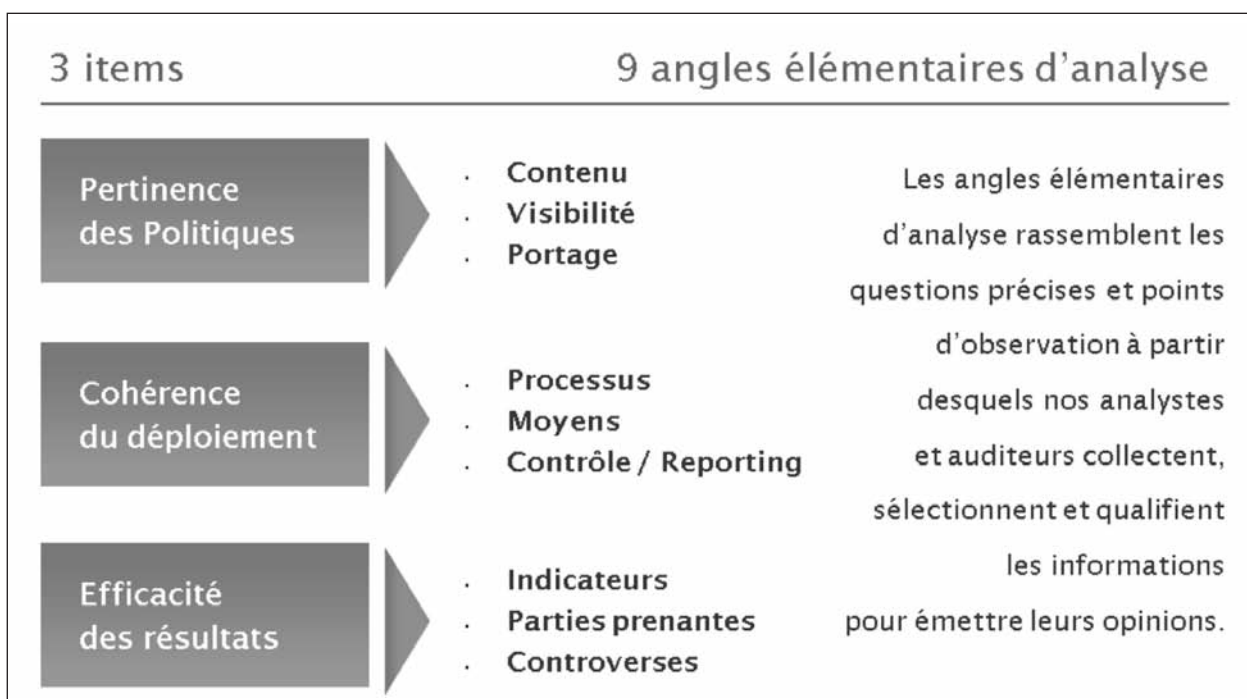 3 items
9 angles élémentaires d'analyse
Pertinence
des Politiques
. Contenu
. Visibilité
. Portage
Cohérence
du déploiement
. Processus
. Moyens
. Contrôle / Reporting
Efficacité
des résultats
. Indicateurs
. Parties prenantes
. Controverses
Les angles élémentaires
d'analyse rassemblent les
questions précises et points
d'observation à partir
desquels nos analystes
et auditeurs collectent,
sélectionnent et qualifient
les informations
pour émettre leurs opinions.